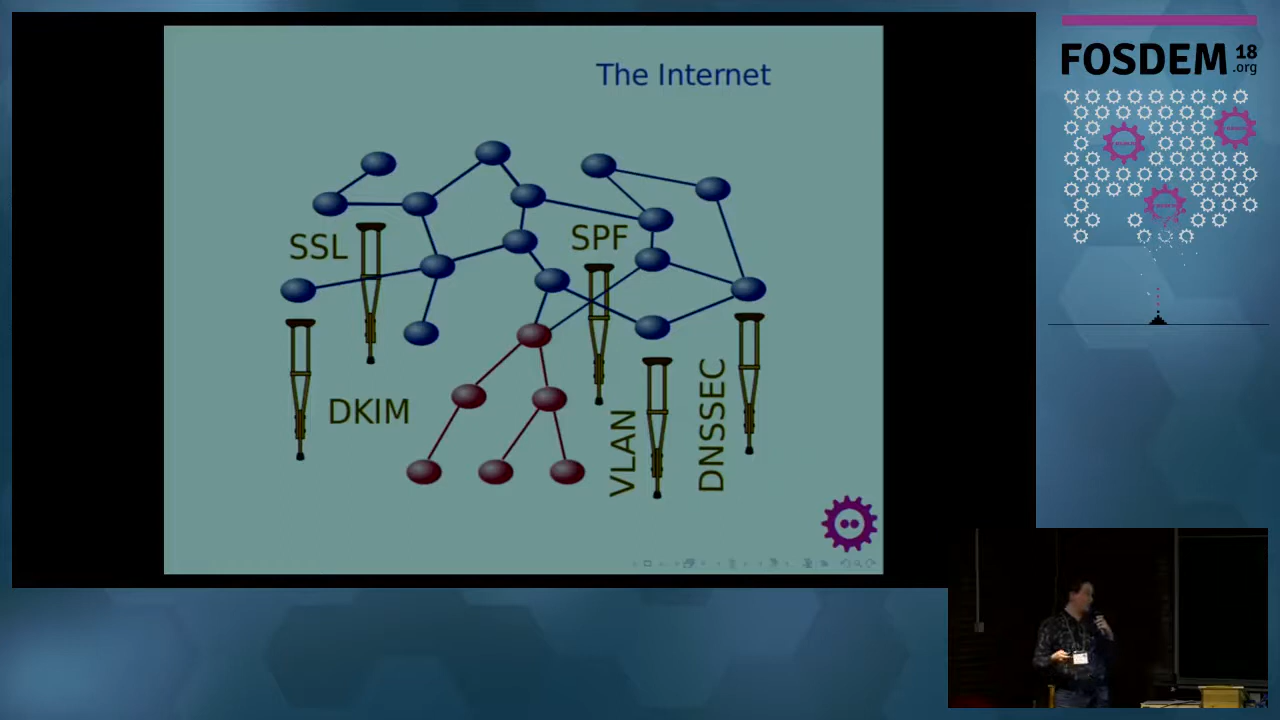 The Internet
SSL
SPF
DKIM
VLAN
DNSSEC
FOSDEM 18
.org